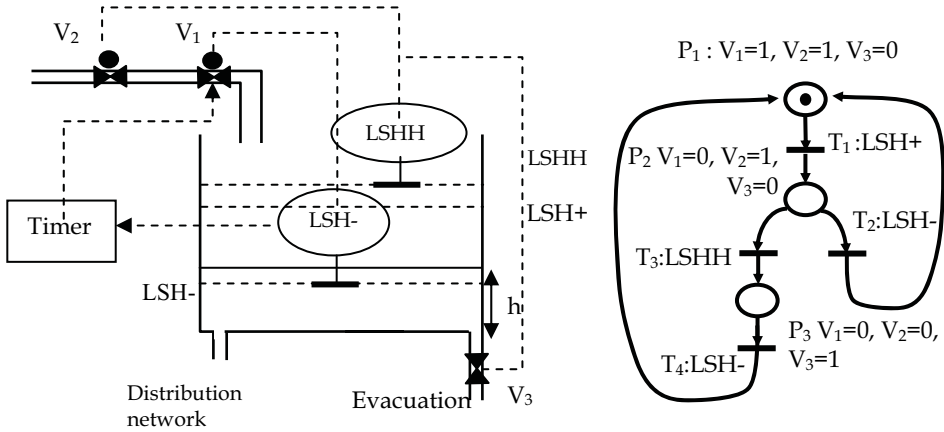 V2
V1
LSHH
LSHH
LSH+
LSH-
Timer
LSH-
h
Distribution
network
Evacuation
V3
P1 : V1=1, V2=1, V3=0
T1 :LSH+
P2 V1=0, V2=1,
V3=0
T2:LSH-
T3:LSHH
P3 V1=0, V2=0,
V3=1
T4:LSH-